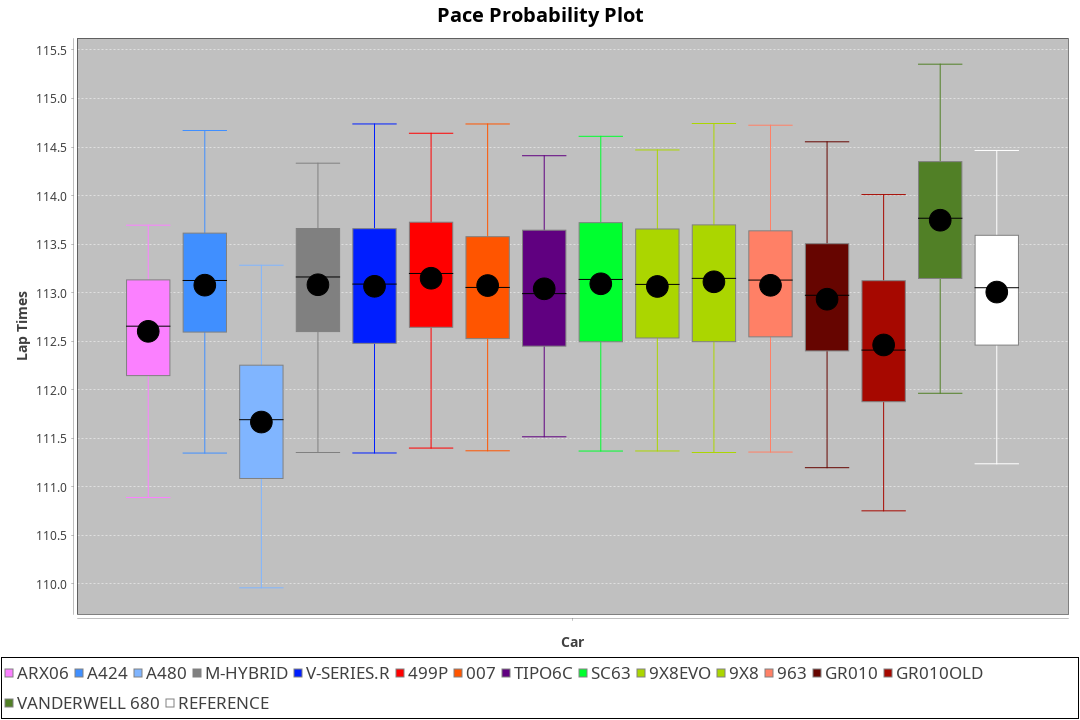 Pace Probability Plot
115.5
115.0
114.5
114.0
113.5
113.0
112.5
112.0
111.5
111.0
110.5
110.0
Lap Times
Car
ARX06 A424 A480 M-HYBRID V-SERIES.R 499P 007 TIPO6C SC63 9X8EVO 9X8 963 GR010 GR010OLD
VANDERWELL 680 REFERENCE